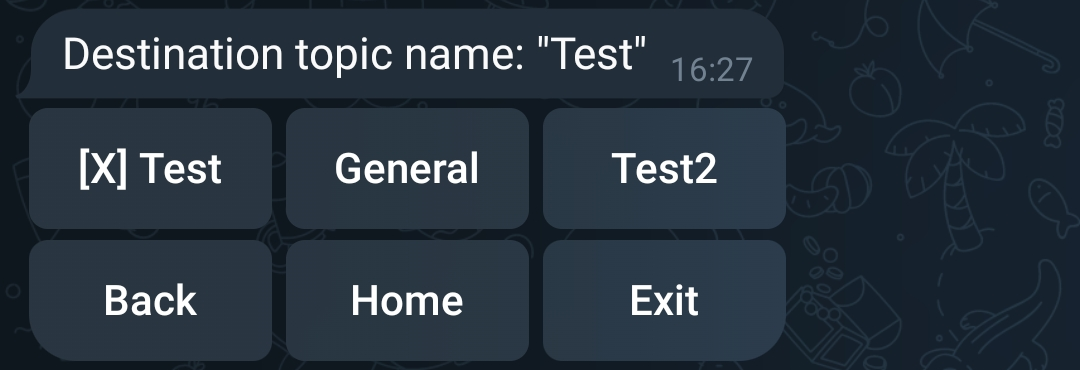 Destination topic name: "Test" 16:27
[X] Test General Test2
Back Home Exit